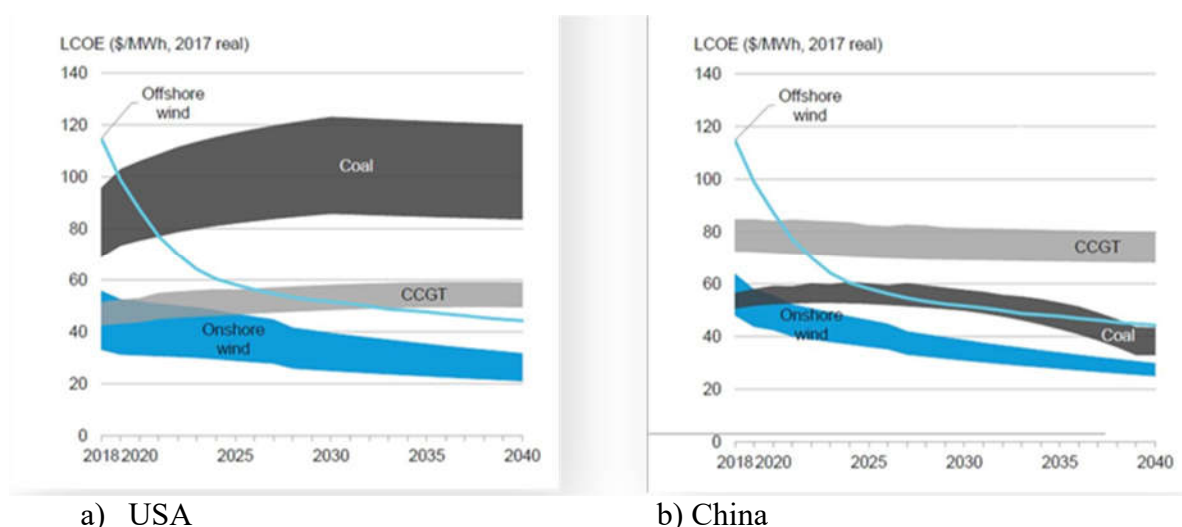 LCOE ($/MWh, 2017 real)
140
120
100
80
60
40
20
0
Offshore
wind
Coal
CCGT
Onshore
wind
2018 2020 2025 2030 2035 2040
a) USA
LCOE ($/MWh, 2017 real)
140
120
100
80
60
40
20
0
Offshore
wind
CCGT
Onshore
wind
Coal
2018 2020 2025 2030 2035 2040
b) China